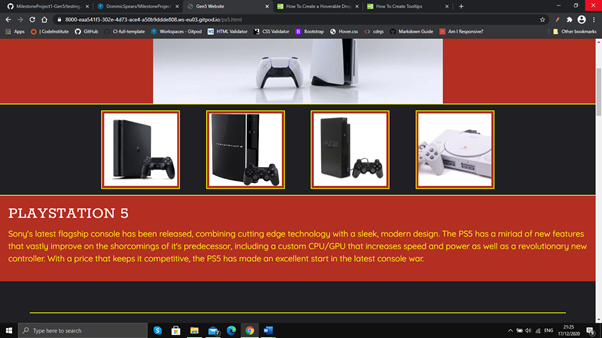 MilestoneProject1-Gen5/testing
DominicSpears/MilestoneProject
Gen5 Website
How To Create a Hoverable Drop
How To Create Tooltips
8000-eaa541f3-302e-4d73-ace4-a50b9ddde808.ws-eu03.gitpod.io/ps5.html
Apps
| CodeInstitute
GitHub
CI-full-template
Workspaces - Gitpod
HTML Validator
CSS Validator
Bootstrap
Hover.css
.cdnjs
Markdown Guide
Am I Responsive?
Other bookmarks
PLAYSTATION 5
Sony's latest flagship console has been released, combining cutting edge technology with a sleek, modern design. The PS5 has a miriad of new features
that vastly improve on the shorcomings of it's predecessor, including a custom CPU/GPU that increases speed and power as well as a revolutionary new
controller. With a price that keeps it competitive, the PS5 has made an excellent start in the latest console war.
Type here to search
ENG
21:25
17/12/2020